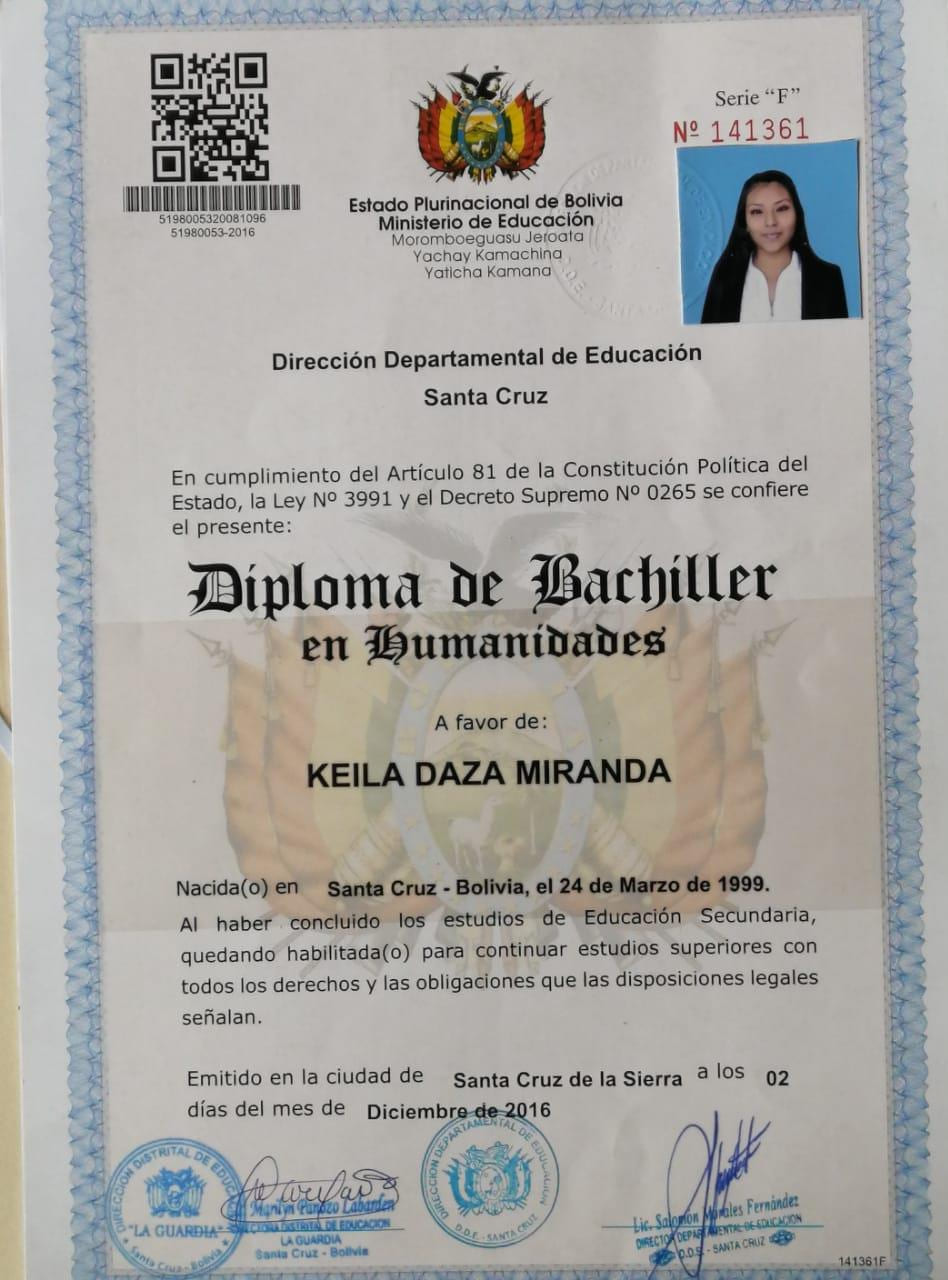 Serie "F"
Nº 141361
5198005320081096
51980053-2016
Estado Plurinacional de Bolivia
Ministerio de Educación
Moromboeguasu Jeroata
Yachay Kamachina
Yaticha Kamana
Dirección Departamental de Educación
Santa Cruz
En cumplimiento del Artículo 81 de la Constitución Política del
Estado, la Ley Nº 3991 y el Decreto Supremo Nº 0265 se confiere
el presente:
Diploma de Bachiller
en Humanidades
A favor de:
KEILA DAZA MIRANDA
Nacida(o) en Santa Cruz - Bolivia, el 24 de Marzo de 1999.
Al haber concluido los estudios de Educación Secundaria,
quedando habilitada(o) para continuar estudios superiores con
todos los derechos y las obligaciones que las disposiciones legales
señalan.
Emitido en la ciudad de Santa Cruz de la Sierra a los 02
días del mes de Diciembre de 2016
DIRECCIÓN DISTRITAL DE
"LA GUARDIA"
Santa Cruz - Bolivia
Marilyn Panozo Labarden
DISTRITAL DE EDUCACIÓN
LA GUARDIA
Santa Cruz - Bolivia
DIRECCIÓN DEPARTAMENTAL DE EDUCACIÓN
D.D.E. - SANTA CRUZ
Lic. Salomón Morales Fernández
DIRECTOR DEPARTAMENTAL DE EDUCACIÓN
D.D.S. - SANTA CRUZ
141361F